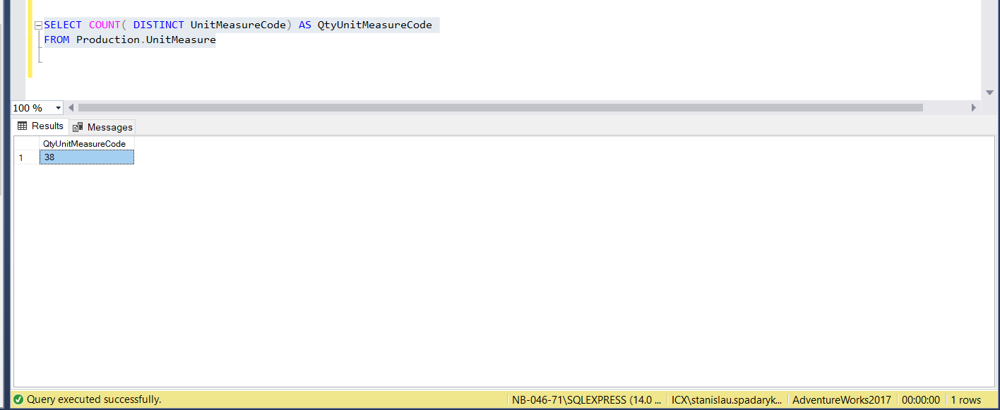 SELECT COUNT( DISTINCT UnitMeasureCode) AS QtyUnitMeasureCode
FROM Production.UnitMeasure
100 %
Results Messages
QtyUnitMeasureCode
1 38
Query executed successfully. NB-046-71\SQLEXPRESS (14.0 ... ICX\stanislau.spadaryk... AdventureWorks2017 00:00:00 1 rows